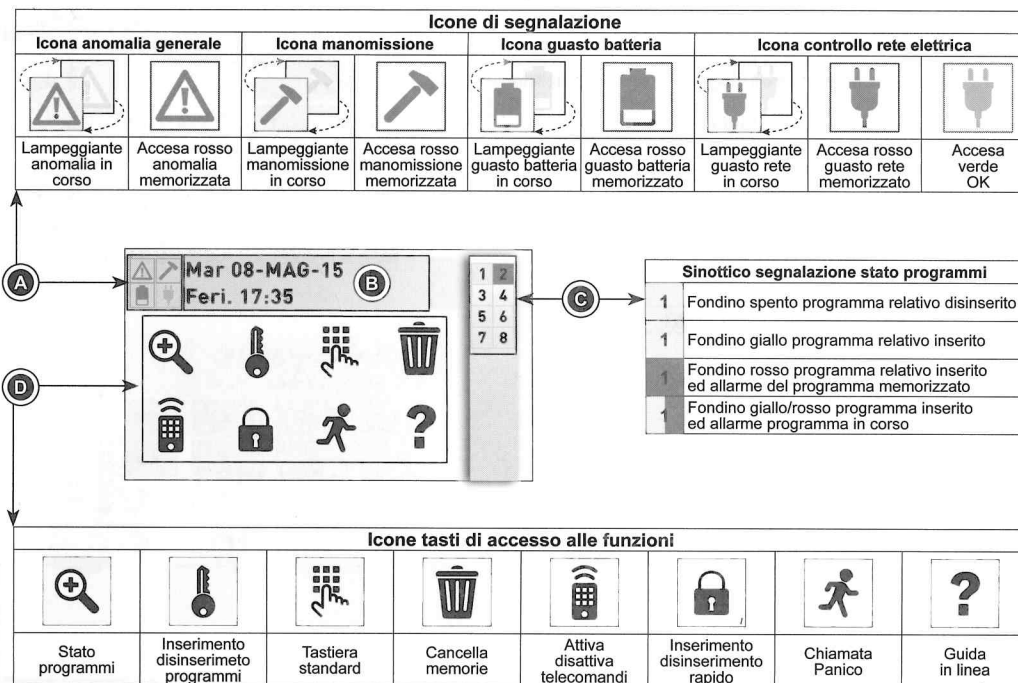 Icone di segnalazione
Icona anomalia generale
Icona manomissione
Icona guasto batteria
Icona controllo rete elettrica
Lampeggiante
anomalia in
corso
Accesa rosso
anomalia
memorizzata
Lampeggiante
manomissione
in corso
Accesa rosso
manomissione
memorizzata
Lampeggiante
guasto batteria
in corso
Accesa rosso
guasto batteria
memorizzato
Lampeggiante
guasto rete
in corso
Accesa rosso
guasto rete
memorizzato
Accesa
verde
OK
A
Mar 08-MAG-15
Feri. 17:35
B
1 2
3 4
5 6
7 8
C
Sinottico segnalazione stato programmi
1 Fondino spento programma relativo disinserito
1 Fondino giallo programma relativo inserito
1 Fondino rosso programma relativo inserito
ed allarme del programma memorizzato
1 Fondino giallo/rosso programma inserito
ed allarme programma in corso
D
?
Icone tasti di accesso alle funzioni
?
Stato
programmi
Inserimento
disinserimeto
programmi
Tastiera
standard
Cancella
memorie
Attiva
disattiva
telecomandi
Inserimento
disinserimento
rapido
Chiamata
Panico
Guida
in linea